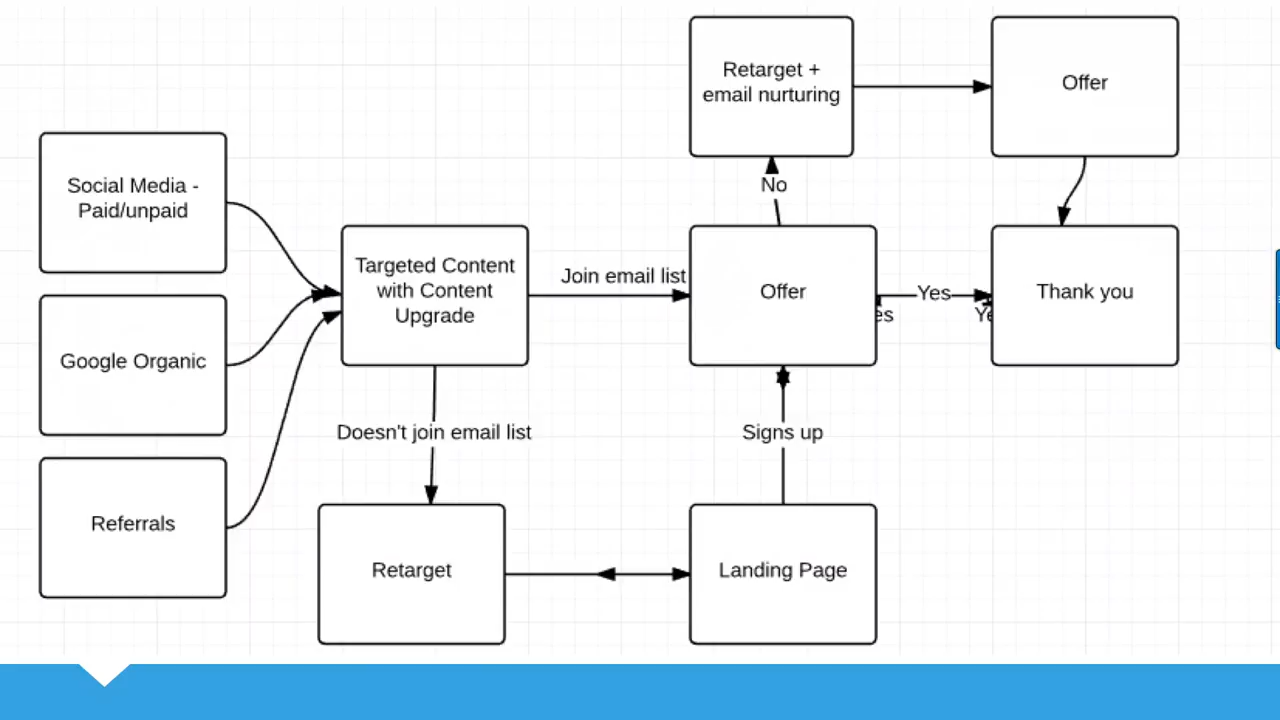 Retarget +
email nurturing
Offer
Social Media -
Paid/unpaid
No
Targeted Content
with Content
Upgrade
Join email list
Offer
Yes
Thank you
Google Organic
Doesn't join email list
Signs up
Referrals
Retarget
Landing Page